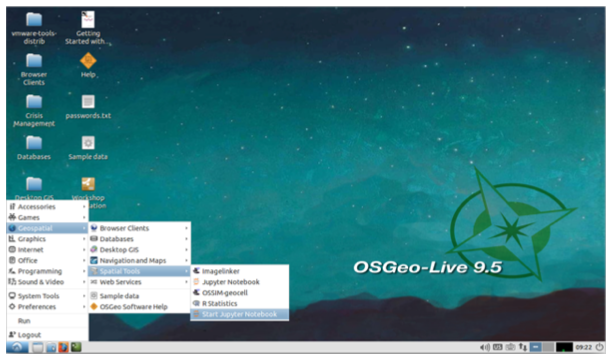 vmware-tools-distrib
Getting
Started with...
Browser
Clients
Help
Crisis
Management
passwords.txt
Databases
Sample data
Desktop GIS
Workshop
Accessories
Games
Geospatial
Graphics
Internet
Office
Programming
Sound & Video
System Tools
Preferences
Run
Logout
Browser Clients
Databases
Desktop GIS
Navigation and Maps
Spatial Tools
Web Services
Sample data
OSGeo Software Help
Imagelinker
Jupyter Notebook
OSSIM-geocell
R Statistics
Start Jupyter Notebook
OSGeo-Live 9.5
09:22